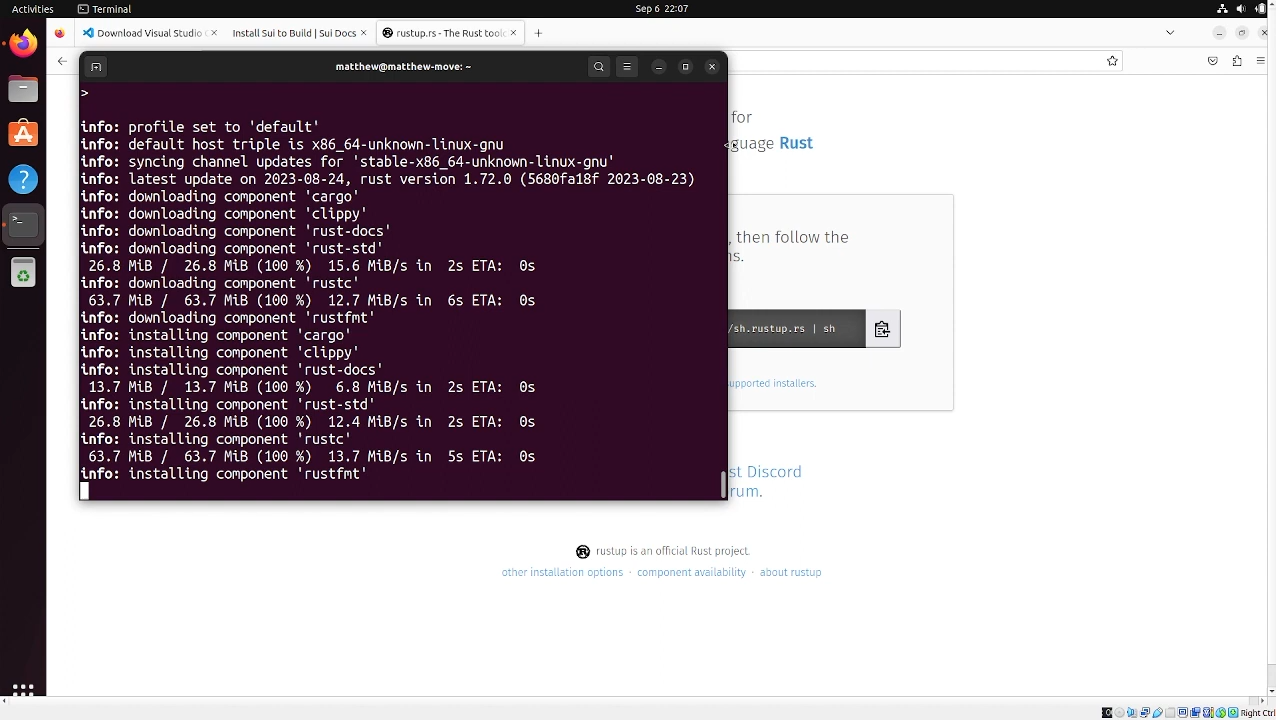 Activities
Terminal
Sep 6 22:07
Download Visual Studio C
Install Sui to Build | Sui Docs
rustup.rs - The Rust toolc
matthew@matthew-move: ~
>
info: profile set to 'default'
info: default host triple is x86_64-unknown-linux-gnu
info: syncing channel updates for 'stable-x86_64-unknown-linux-gnu'
info: latest update on 2023-08-24, rust version 1.72.0 (5680fa18f 2023-08-23)
info: downloading component 'cargo'
info: downloading component 'clippy'
info: downloading component 'rust-docs'
info: downloading component 'rust-std'
26.8 MiB / 26.8 MiB (100 %) 15.6 MiB/s in 2s ETA: 0s
info: downloading component 'rustc'
63.7 MiB / 63.7 MiB (100 %) 12.7 MiB/s in 6s ETA: 0s
info: downloading component 'rustfmt'
info: installing component 'cargo'
info: installing component 'clippy'
info: installing component 'rust-docs'
13.7 MiB / 13.7 MiB (100 %) 6.8 MiB/s in 2s ETA: 0s
info: installing component 'rust-std'
26.8 MiB / 26.8 MiB (100 %) 12.4 MiB/s in 2s ETA: 0s
info: installing component 'rustc'
63.7 MiB / 63.7 MiB (100 %) 13.7 MiB/s in 5s ETA: 0s
info: installing component 'rustfmt'
for
guage Rust
, then follow the
ns.
/sh.rustup.rs | sh
supported installers.
st Discord
rum.
rustup is an official Rust project.
other installation options · component availability · about rustup
Right Ctrl